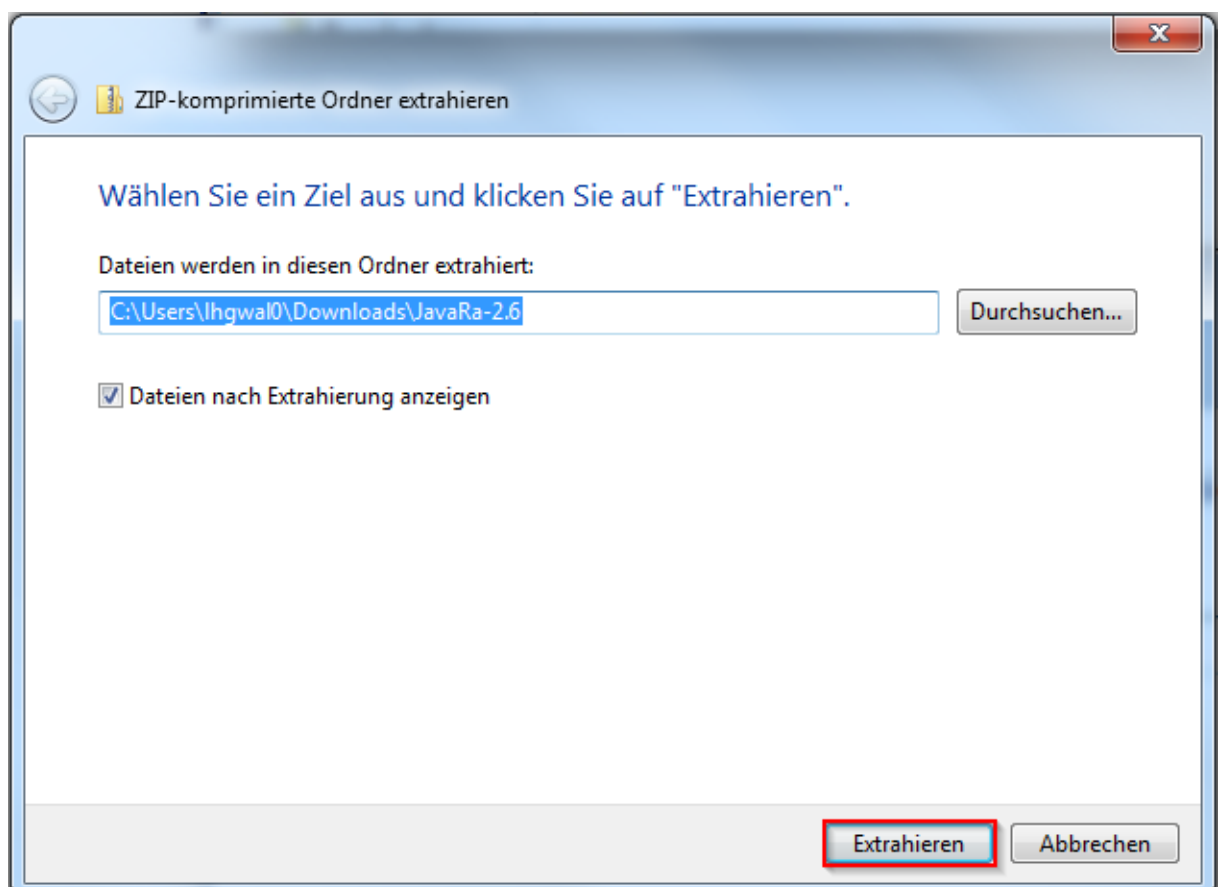 ZIP-komprimierte Ordner extrahieren
Wählen Sie ein Ziel aus und klicken Sie auf "Extrahieren".
Dateien werden in diesen Ordner extrahiert:
C:\Users\lhgwal0\Downloads\JavaRa-2.6
Durchsuchen...
Dateien nach Extrahierung anzeigen
Extrahieren
Abbrechen